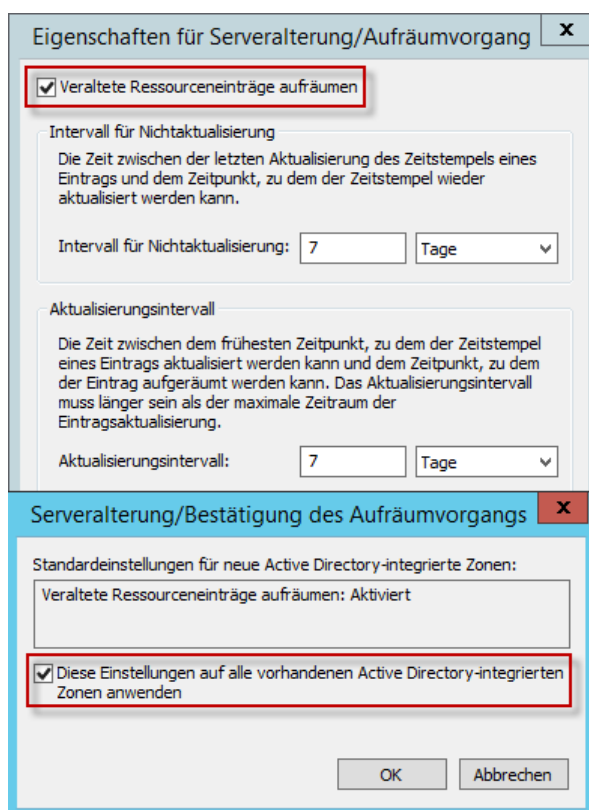 Eigenschaften für Serveralterung/Aufräumvorgang x
Veraltete Ressourceneinträge aufräumen
Intervall für Nichtaktualisierung
Die Zeit zwischen der letzten Aktualisierung des Zeitstempels eines
Eintrags und dem Zeitpunkt, zu dem der Zeitstempel wieder
aktualisiert werden kann.
Intervall für Nichtaktualisierung: 7 Tage
Aktualisierungsintervall
Die Zeit zwischen dem frühesten Zeitpunkt, zu dem der Zeitstempel
eines Eintrags aktualisiert werden kann und dem Zeitpunkt, zu dem
der Eintrag aufgeräumt werden kann. Das Aktualisierungsintervall
muss länger sein als der maximale Zeitraum der
Eintragsaktualisierung.
Aktualisierungsintervall: 7 Tage
Serveralterung/Bestätigung des Aufräumvorgangs x
Standardeinstellungen für neue Active Directory-integrierte Zonen:
Veraltete Ressourceneinträge aufräumen: Aktiviert
Diese Einstellungen auf alle vorhandenen Active Directory-integrierten
Zonen anwenden
OK Abbrechen